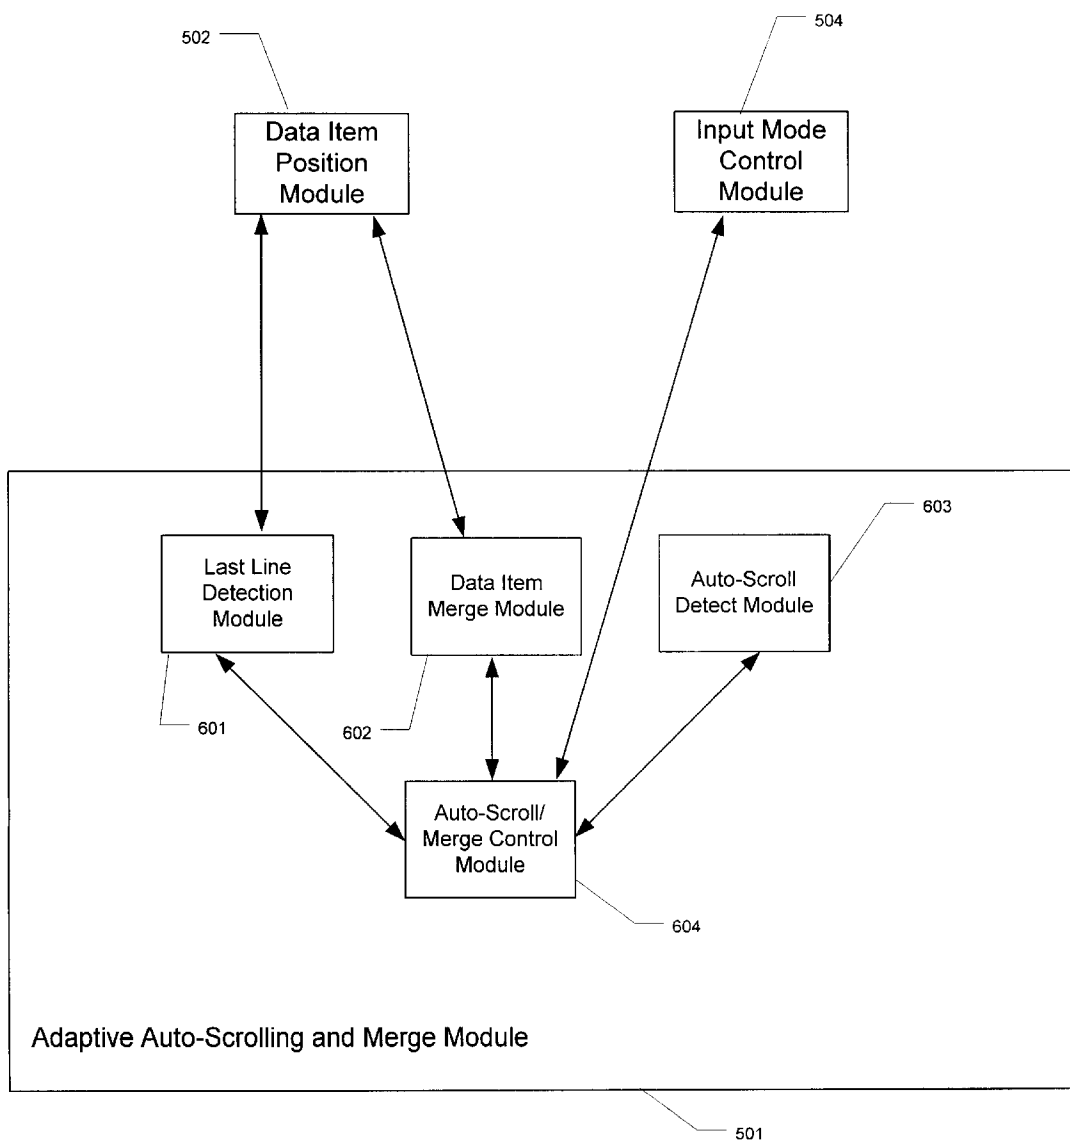 502
504
Data Item
Position
Module
Input Mode
Control
Module
603
Last Line
Detection
Module
Data Item
Merge Module
Auto-Scroll
Detect Module
601
602
Auto-Scroll/
Merge Control
Module
604
Adaptive Auto-Scrolling and Merge Module
501